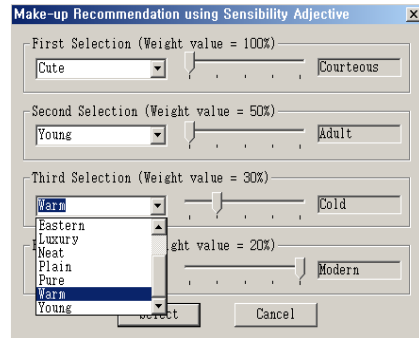 Make-up Recommendation using Sensibility Adjective
First Selection (Weight value = 100%)
Cute
Courteous
Second Selection (Weight value = 50%)
Young
Adult
Third Selection (Weight value = 30%)
Warm
Cold
Eastern
Luxury
Neat
Plain
Pure
Warm
Young
ght value = 20%)
Modern
Select
Cancel